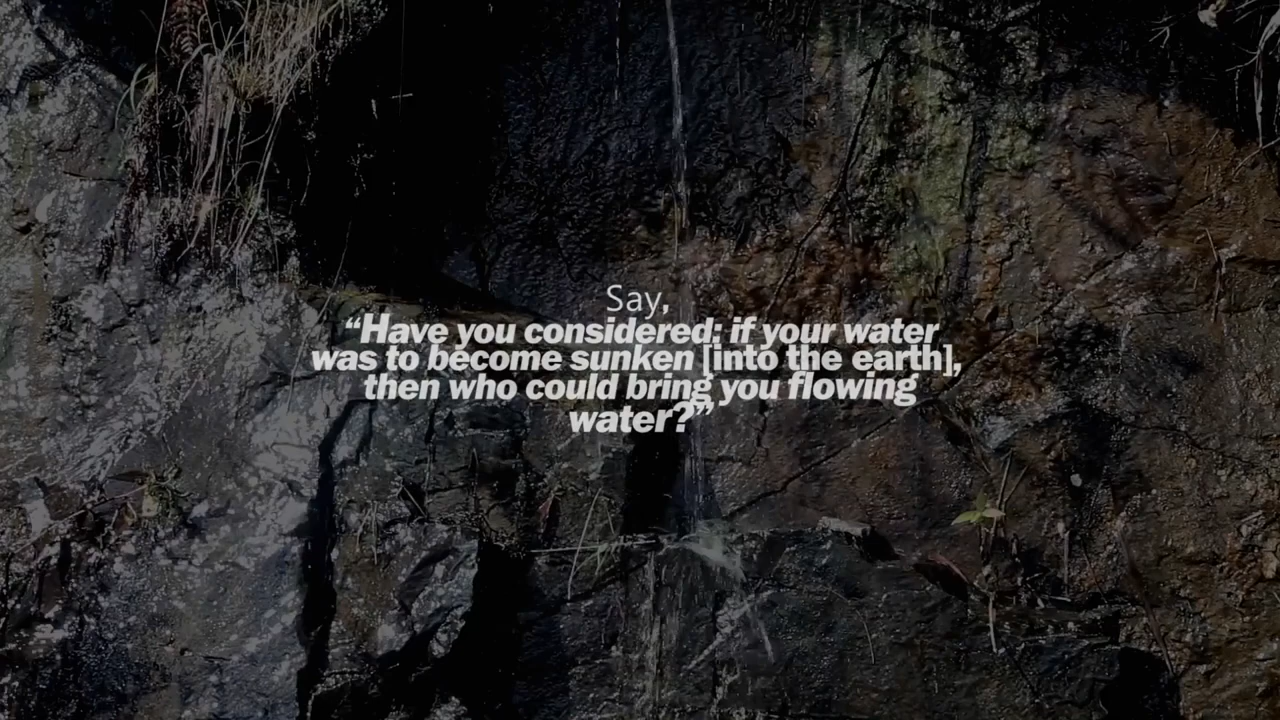 Say,
“Have you considered: if your water
was to become sunken [into the earth],
then who could bring you flowing
water?”